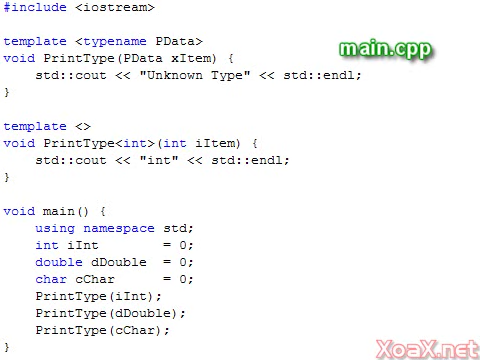 #include <iostream>
main.cpp
template <typename PData>
void PrintType(PData xItem) {
    std::cout << "Unknown Type" << std::endl;
}
template <>
void PrintType<int>(int iItem) {
    std::cout << "int" << std::endl;
}
void main() {
    using namespace std;
    int iInt        = 0;
    double dDouble  = 0;
    char cChar      = 0;
    PrintType(iInt);
    PrintType(dDouble);
    PrintType(cChar);
}
XoaX.net